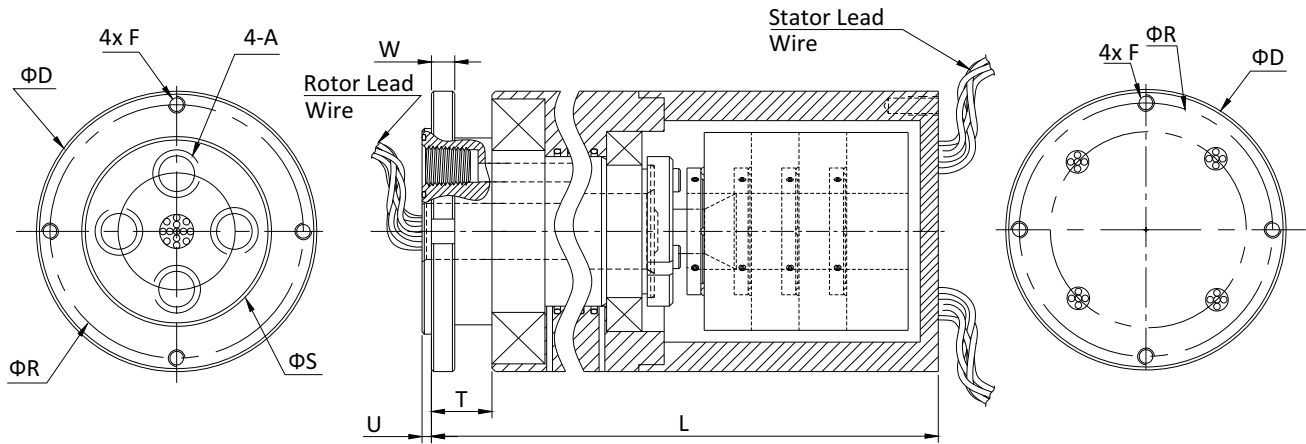 4x F
4-A
ΦD
ΦR
ΦS
W
Rotor Lead
Wire
Stator Lead
Wire
U
T
L
4x F
ΦR
ΦD